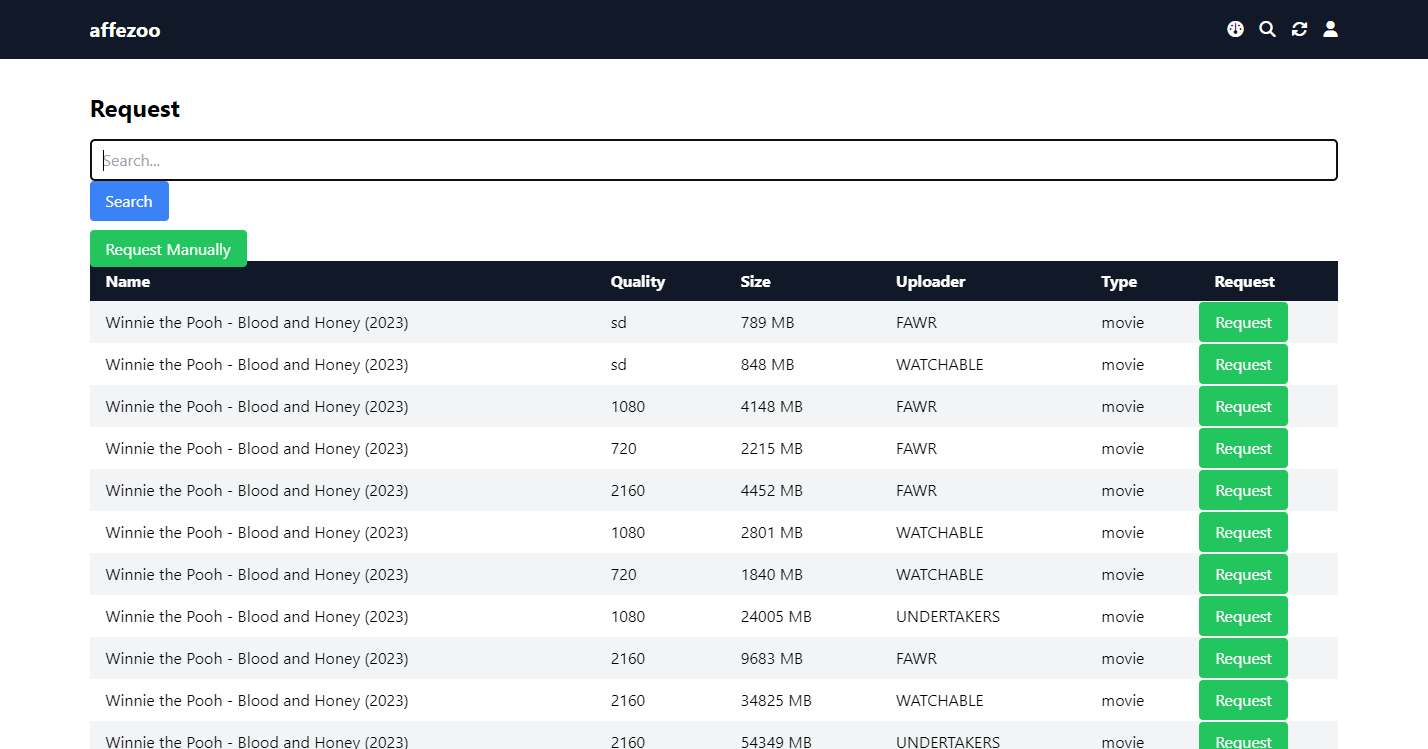 affezoo
Request
Search...
Search
Request Manually
Name Quality Size Uploader Type Request
Winnie the Pooh - Blood and Honey (2023) sd 789 MB FAWR movie Request
Winnie the Pooh - Blood and Honey (2023) sd 848 MB WATCHABLE movie Request
Winnie the Pooh - Blood and Honey (2023) 1080 4148 MB FAWR movie Request
Winnie the Pooh - Blood and Honey (2023) 720 2215 MB FAWR movie Request
Winnie the Pooh - Blood and Honey (2023) 2160 4452 MB FAWR movie Request
Winnie the Pooh - Blood and Honey (2023) 1080 2801 MB WATCHABLE movie Request
Winnie the Pooh - Blood and Honey (2023) 720 1840 MB WATCHABLE movie Request
Winnie the Pooh - Blood and Honey (2023) 1080 24005 MB UNDERTAKERS movie Request
Winnie the Pooh - Blood and Honey (2023) 2160 9683 MB FAWR movie Request
Winnie the Pooh - Blood and Honey (2023) 2160 34825 MB WATCHABLE movie Request
Winnie the Pooh - Blood and Honey (2023) 2160 54349 MB UNDERTAKERS movie Request